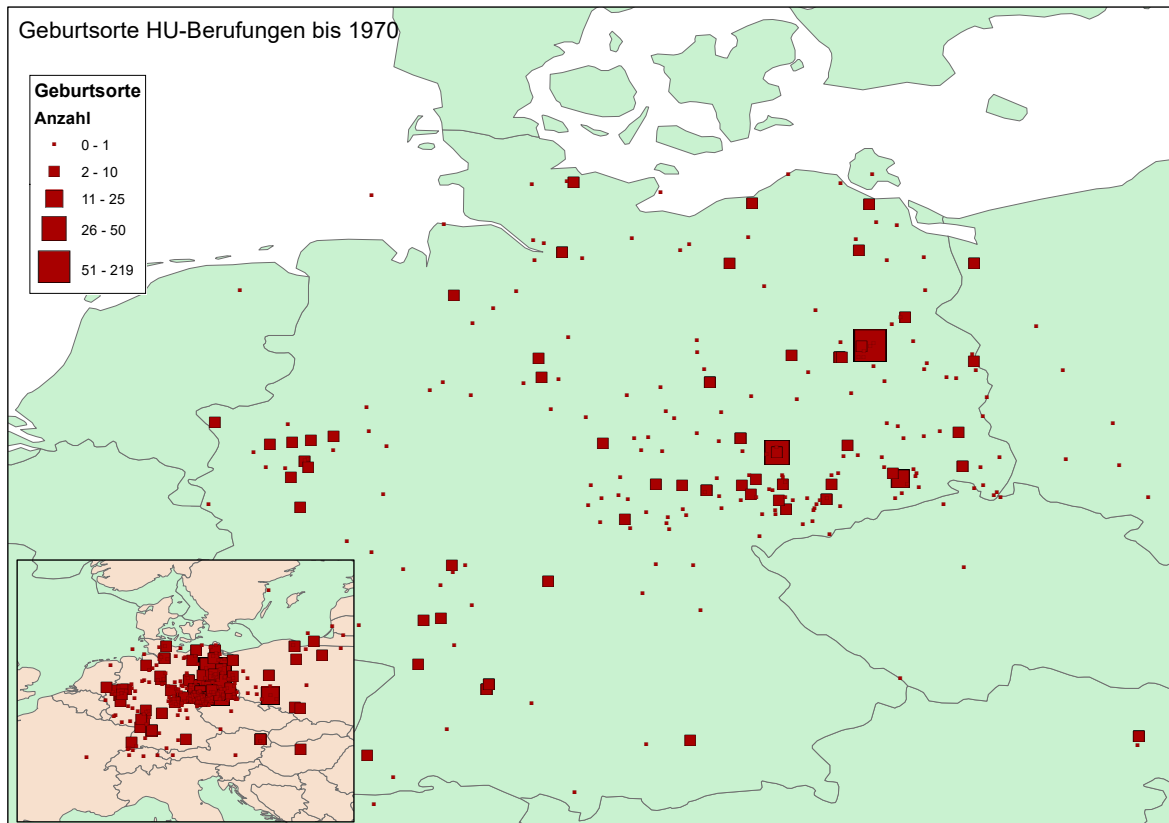 Geburtsorte HU-Berufungen bis 1970
Geburtsorte
Anzahl
0 - 1
2 - 10
11 - 25
26 - 50
51 - 219